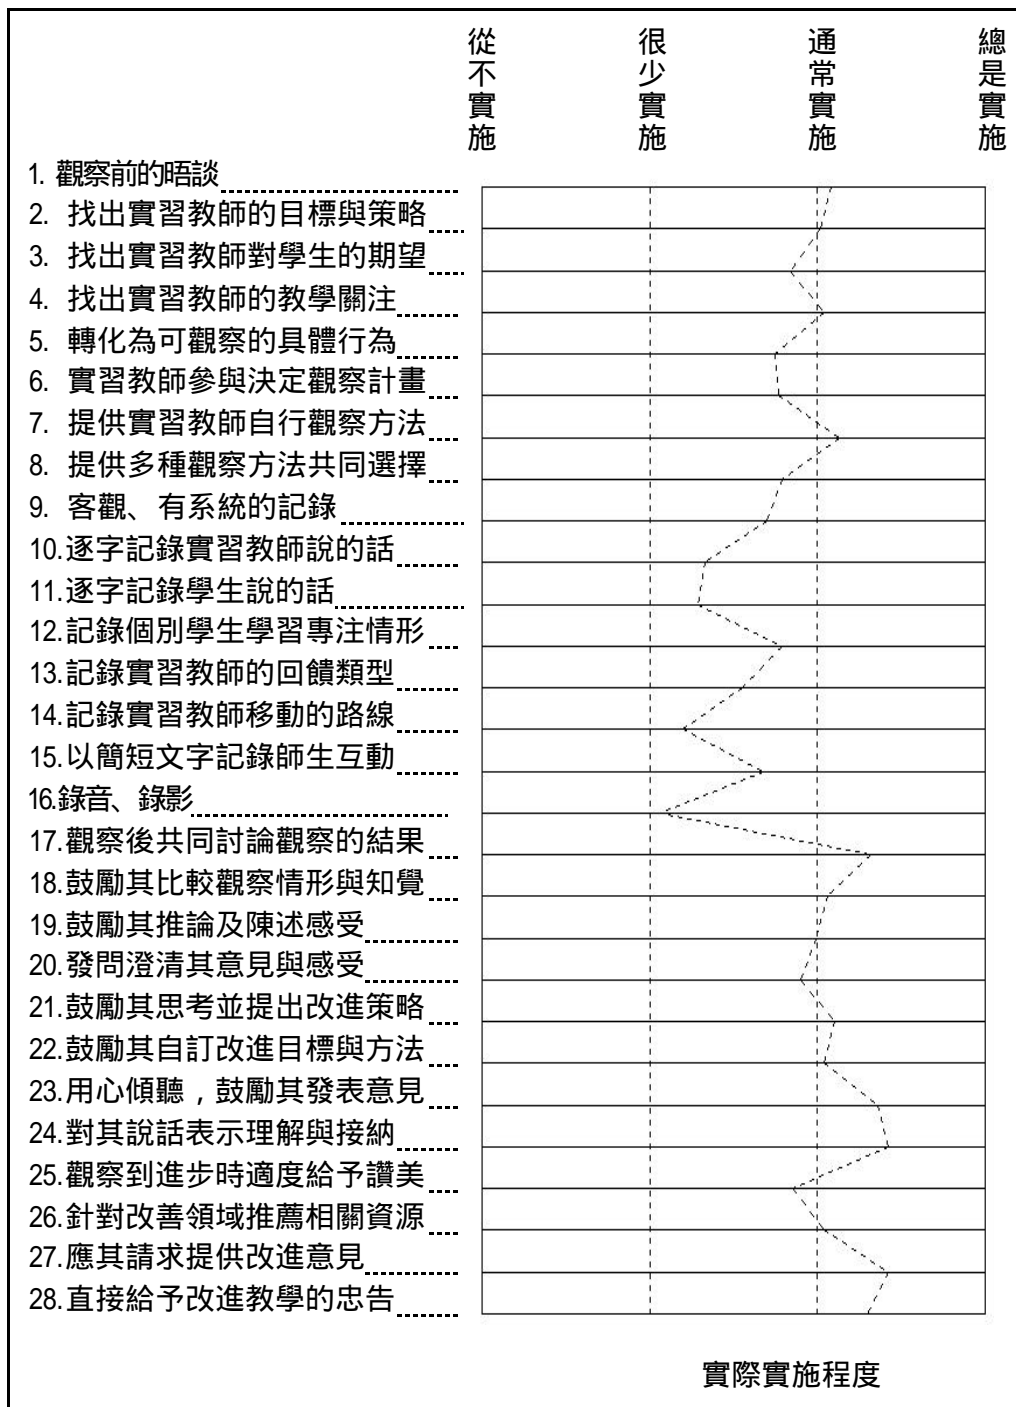 從不實施
很少實施
通常實施
總是實施
1. 觀察前的晤談
2. 找出實習教師的目標與策略
3. 找出實習教師對學生的期望
4. 找出實習教師的教學關注
5. 轉化為可觀察的具體行為
6. 實習教師參與決定觀察計畫
7. 提供實習教師自行觀察方法
8. 提供多種觀察方法共同選擇
9. 客觀、有系統的記錄
10.逐字記錄實習教師說的話
11.逐字記錄學生說的話
12.記錄個別學生學習專注情形
13.記錄實習教師的回饋類型
14.記錄實習教師移動的路線
15.以簡短文字記錄師生互動
16.錄音、錄影
17.觀察後共同討論觀察的結果
18.鼓勵其比較觀察情形與知覺
19.鼓勵其推論及陳述感受
20.發問澄清其意見與感受
21.鼓勵其思考並提出改進策略
22.鼓勵其自訂改進目標與方法
23.用心傾聽，鼓勵其發表意見
24.對其說話表示理解與接納
25.觀察到進步時適度給予讚美
26.針對改善領域推薦相關資源
27.應其請求提供改進意見
28.直接給予改進教學的忠告
實際實施程度